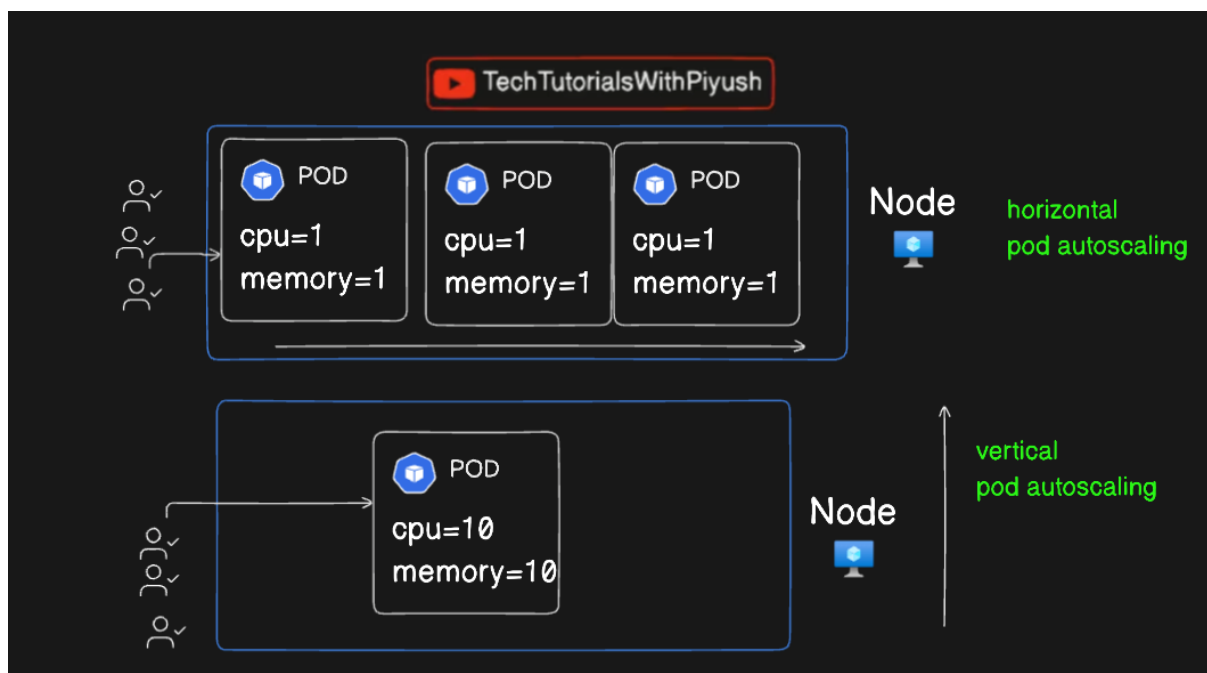 TechTutorialsWithPiyush
POD
cpu=1
memory=1
POD
cpu=1
memory=1
POD
cpu=1
memory=1
Node
horizontal
pod autoscaling
POD
cpu=10
memory=10
Node
vertical
pod autoscaling